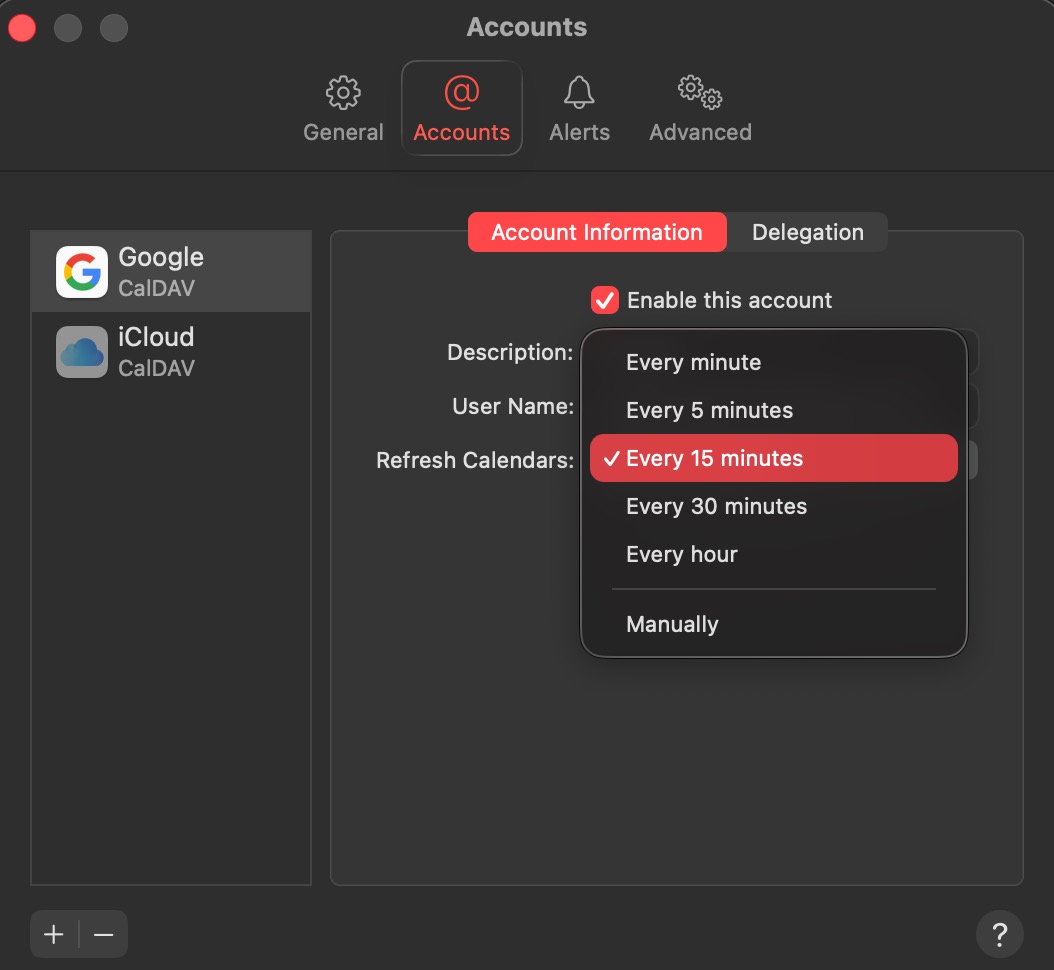 Accounts
General
@
Accounts
Alerts
Advanced
Google
CalDAV
iCloud
CalDAV
Account Information
Delegation
Enable this account
Description:
User Name:
Refresh Calendars:
Every minute
Every 5 minutes
✓ Every 15 minutes
Every 30 minutes
Every hour
Manually
+ −
?